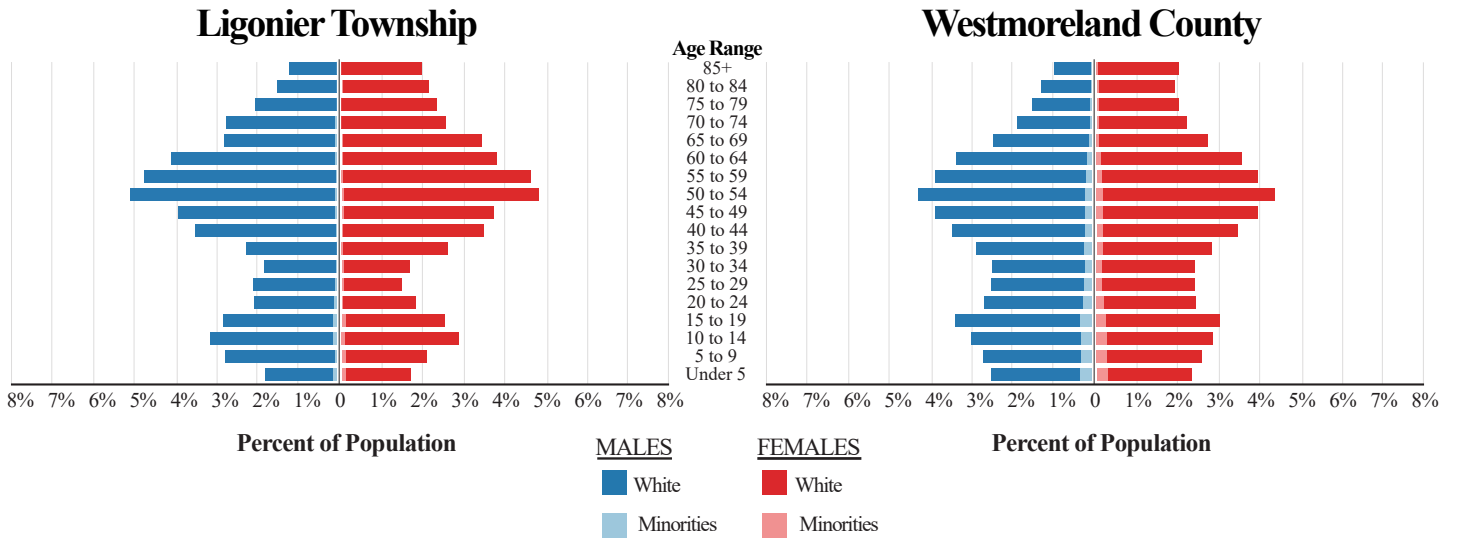 Ligonier Township
Westmoreland County
Age Range
85+
80 to 84
75 to 79
70 to 74
65 to 69
60 to 64
55 to 59
50 to 54
45 to 49
40 to 44
35 to 39
30 to 34
25 to 29
20 to 24
15 to 19
10 to 14
5 to 9
Under 5
8% 7% 6% 5% 4% 2% 1% 0 1% 2% 3% 4% 5% 6% 7% 8%
8% 7% 6% 5% 4% 2% 1% 0 1% 2% 3% 4% 5% 6% 7% 8%
Percent of Population
Percent of Population
MALES
FEMALES
White
White
Minorities
Minorities